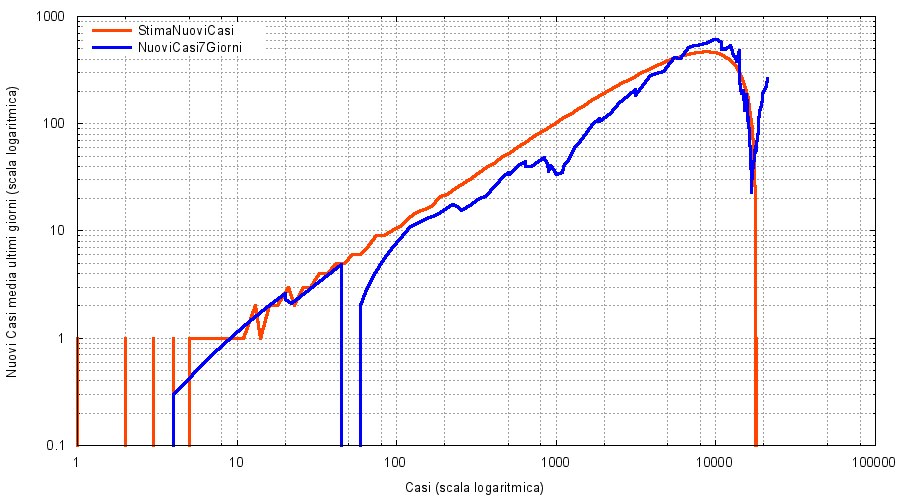 1000
100
10
1
0.1
Nuovi Casi media ultimi giorni (scala logaritmica)
StimaNuoviCasi
NuoviCasi7Giorni
1 10 100 1000 10000 100000
Casi (scala logaritmica)